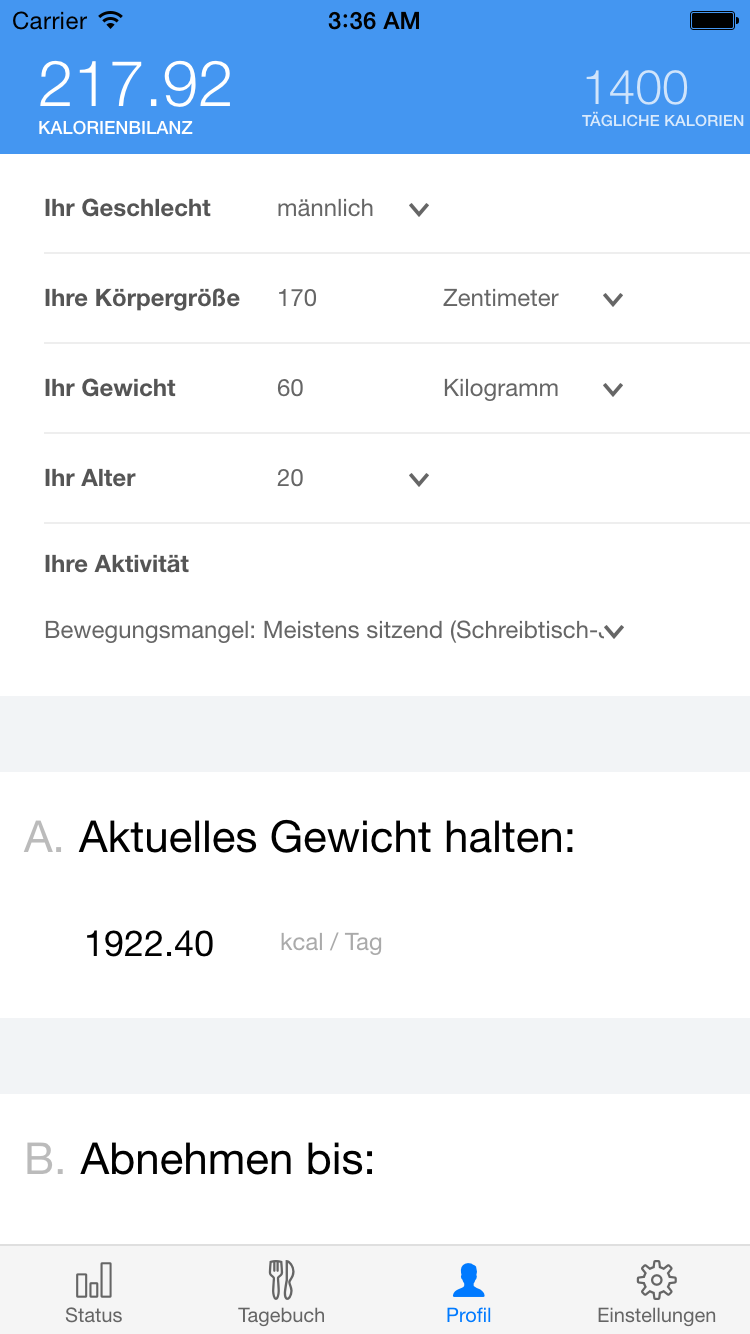 Carrier 3:36 AM
217.92 1400
KALORIENBILANZ TÄGLICHE KALORIEN
Ihr Geschlecht männlich
Ihre Körpergröße 170 Zentimeter
Ihr Gewicht 60 Kilogramm
Ihr Alter 20
Ihre Aktivität
Bewegungsmangel: Meistens sitzend (Schreibtisch-
A. Aktuelles Gewicht halten:
1922.40 kcal / Tag
B. Abnehmen bis:
Status Tagebuch Profil Einstellungen